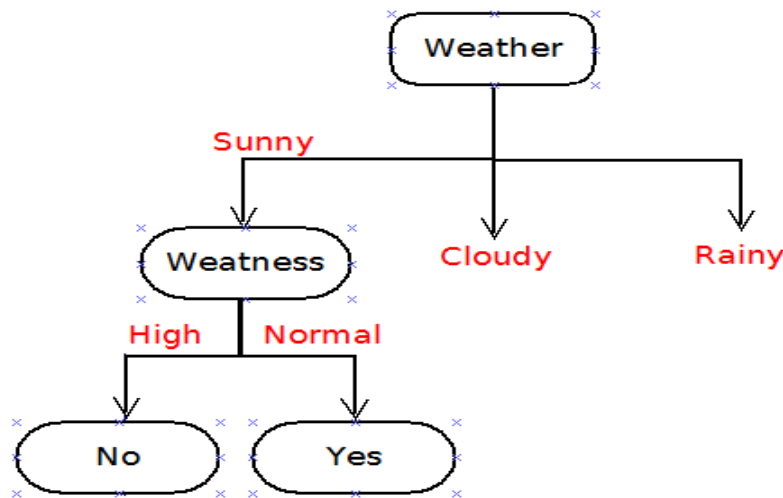 Weather
Sunny
Weatness
Cloudy
Rainy
High
Normal
No
Yes